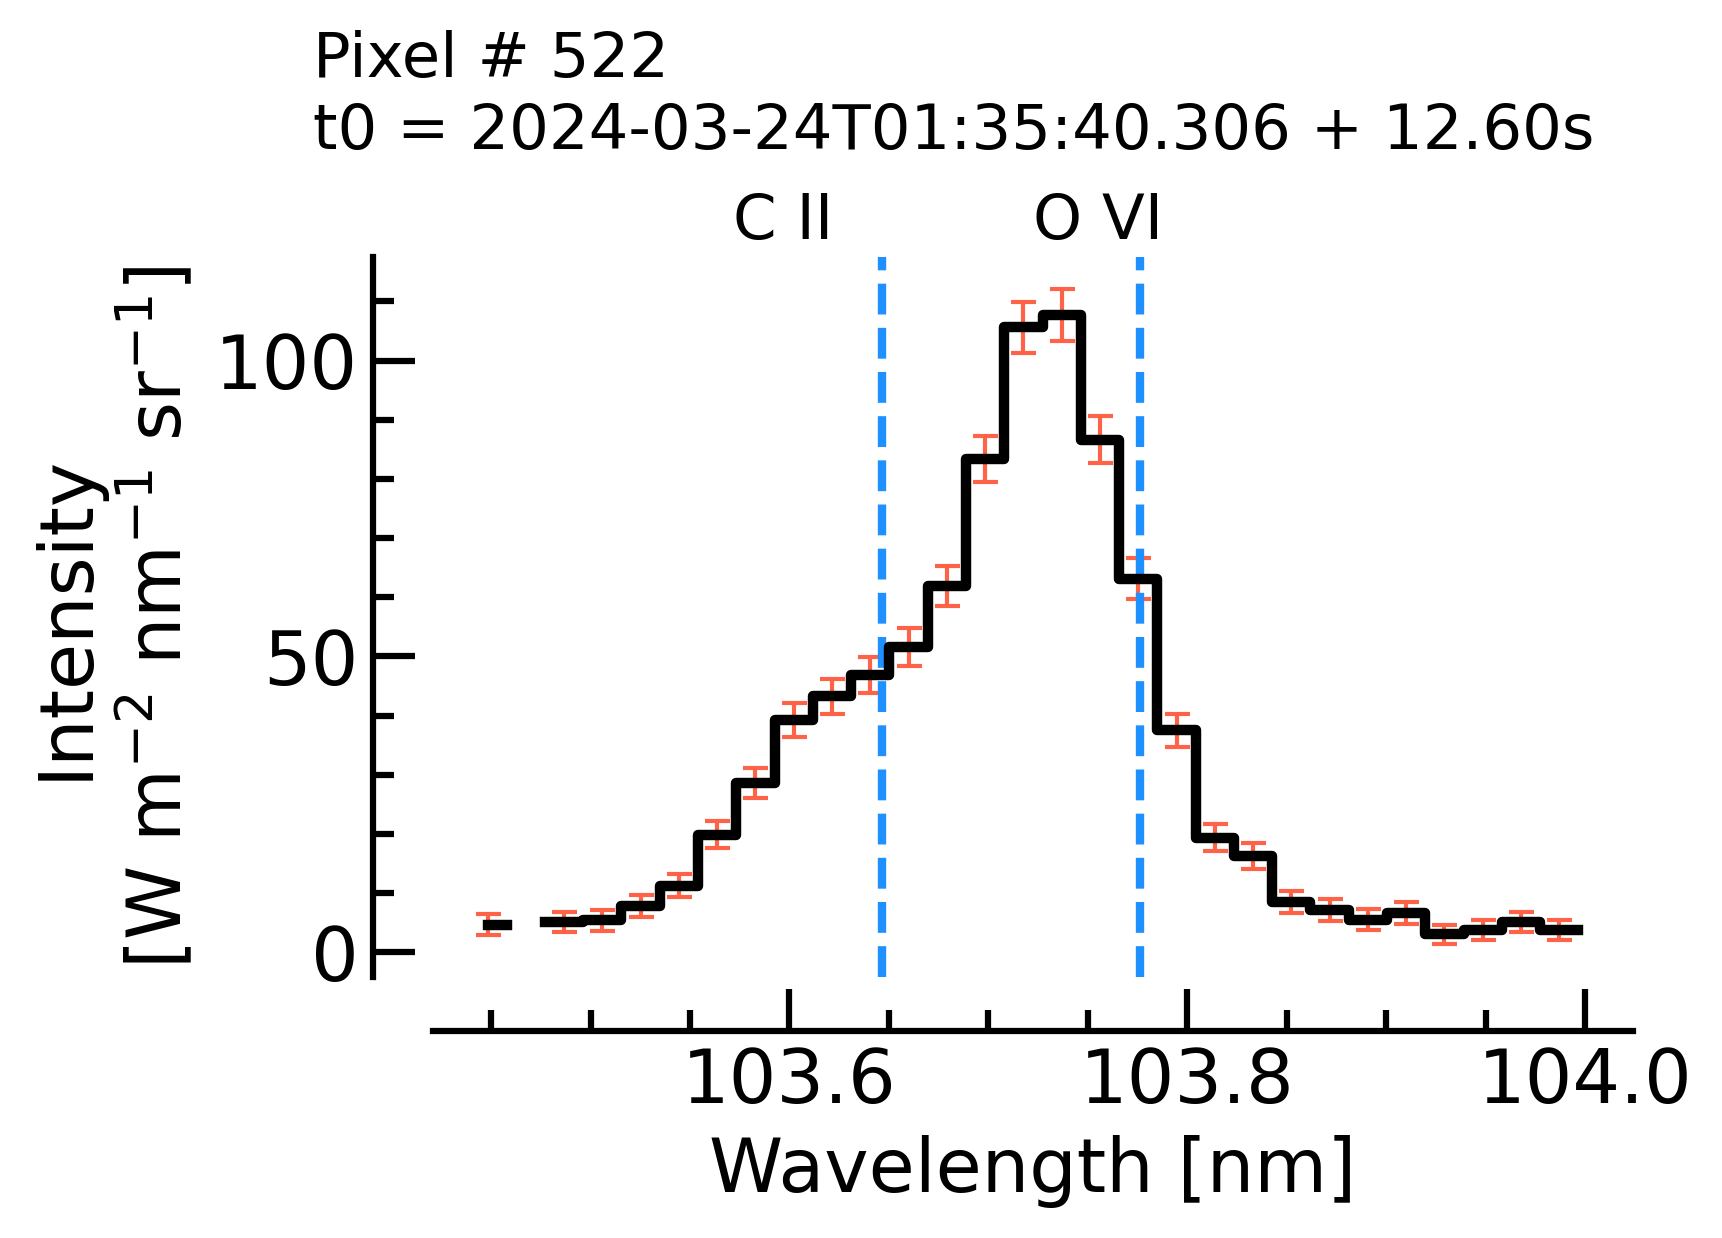 Pixel # 522
t0 = 2024-03-24T01:35:40.306 + 12.60s
C II O VI
Intensity
[W m⁻² nm⁻¹ sr⁻¹]
100
50
0
103.6 103.8 104.0
Wavelength [nm]